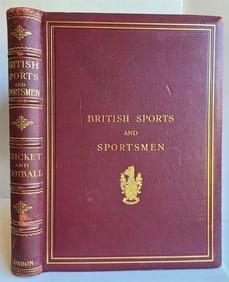 BRITISH
SPORTS
AND
SPORTSMEN
CRICKET
AND
FOOTBALL
LONDON
BRITISH SPORTS
AND
SPORTSMEN